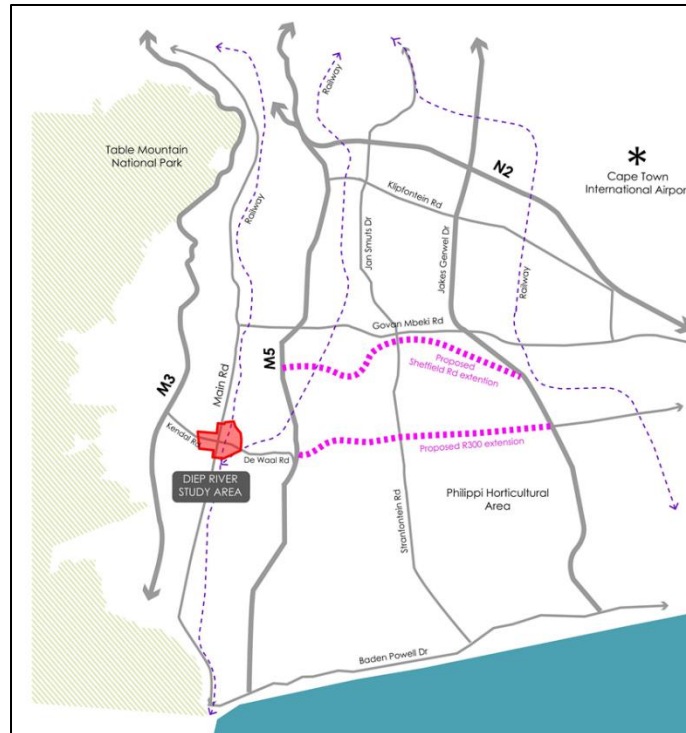 Railway
Railway
Table Mountain
National Park
N2
Cape Town
International Airport
Klipfontein Rd
Railway
Jan Smuts Dr
Jakes Gerwel Dr
Railway
Govan Mbeki Rd
M5
Proposed
Sheffield Rd extention
M3
Main Rd
Kendal Rd
De Waal Rd
Proposed R300 extension
DIEP RIVER
STUDY AREA
Philippi Horticultural
Area
Strantontein Rd
Baden Powell Dr